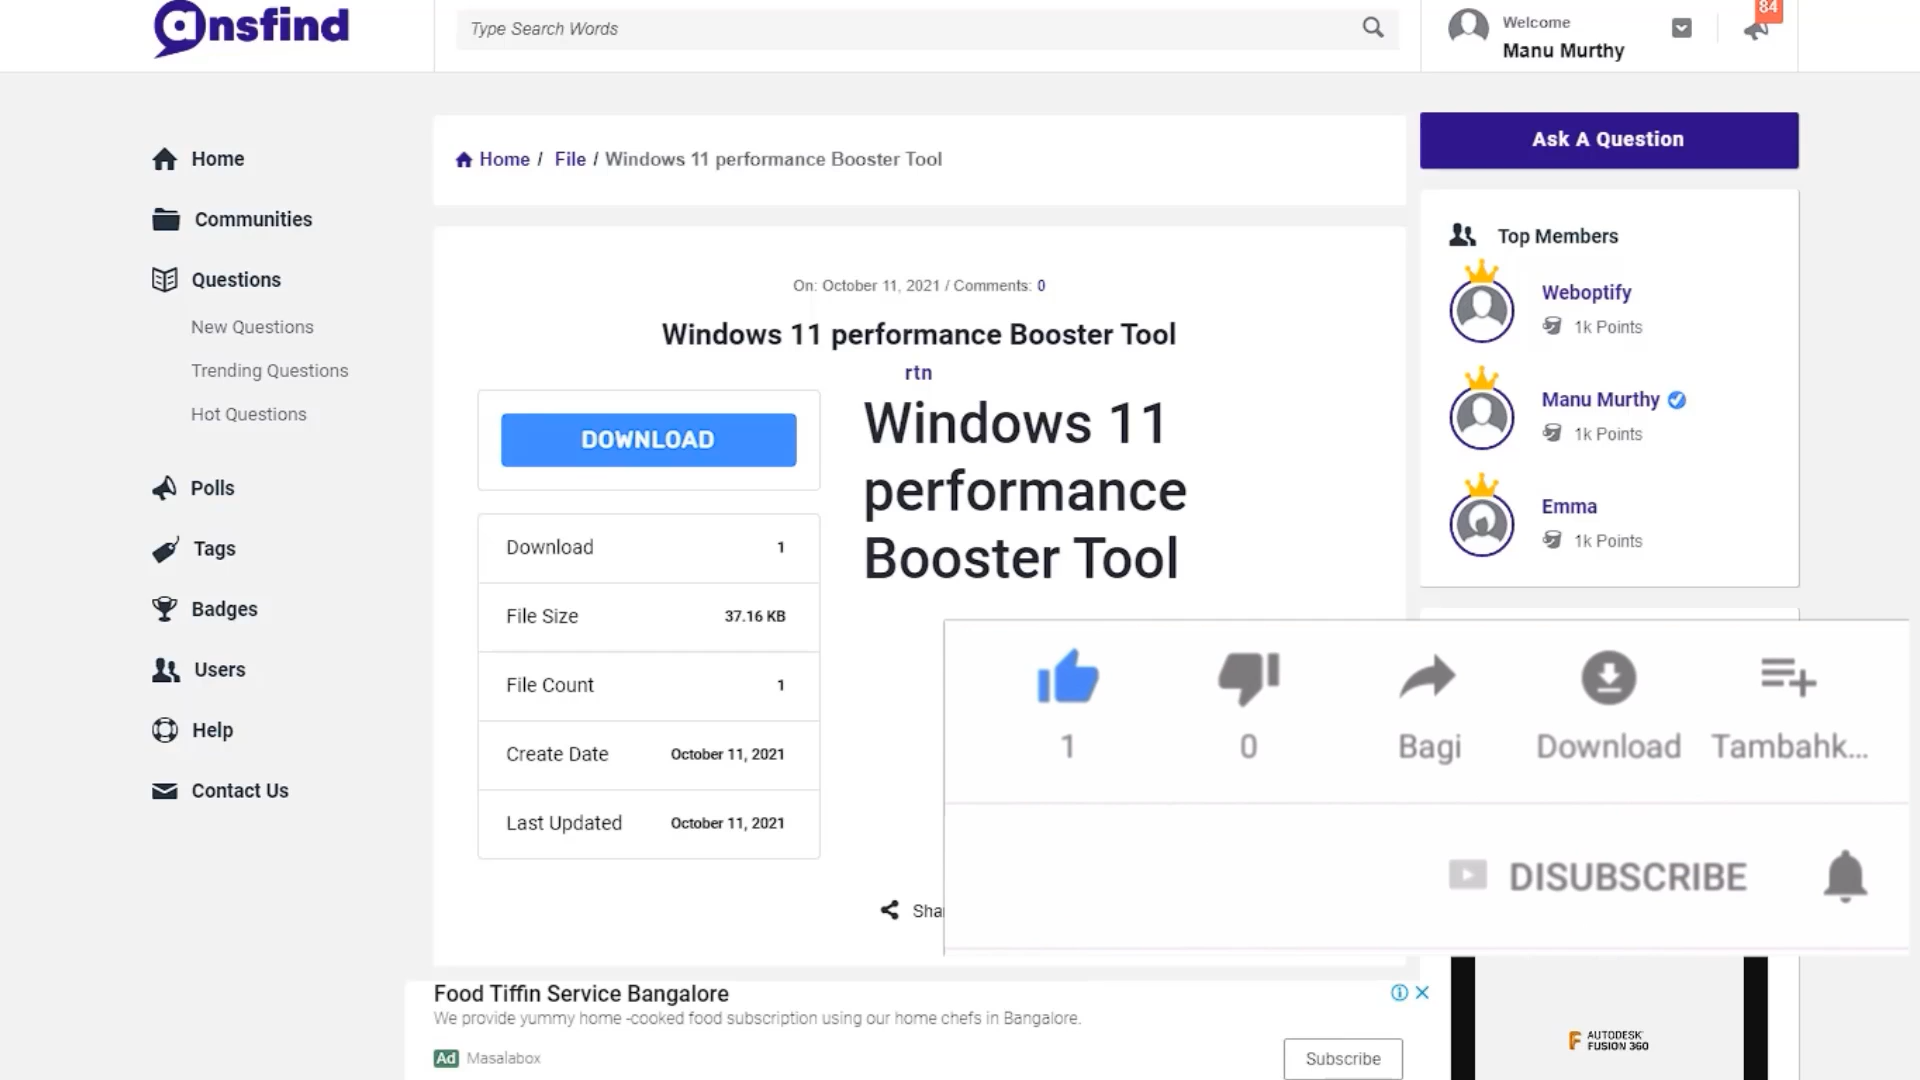 ansfind
Type Search Words
Welcome
Manu Murthy
84
Home
Communities
Questions
New Questions
Trending Questions
Hot Questions
Polls
Tags
Badges
Users
Help
Contact Us
Home / File / Windows 11 performance Booster Tool
On: October 11, 2021 / Comments: 0
Windows 11 performance Booster Tool
rtn
DOWNLOAD
Download 1
File Size 37.16 KB
File Count 1
Create Date October 11, 2021
Last Updated October 11, 2021
Windows 11
performance
Booster Tool
Sha
Ask A Question
Top Members
Weboptify
1k Points
Manu Murthy
1k Points
Emma
1k Points
1 0 Bagi Download Tambahk...
DISUBSCRIBE
Food Tiffin Service Bangalore
We provide yummy home -cooked food subscription using our home chefs in Bangalore.
Ad Masalabox
Subscribe
AUTODESK
FUSION 360